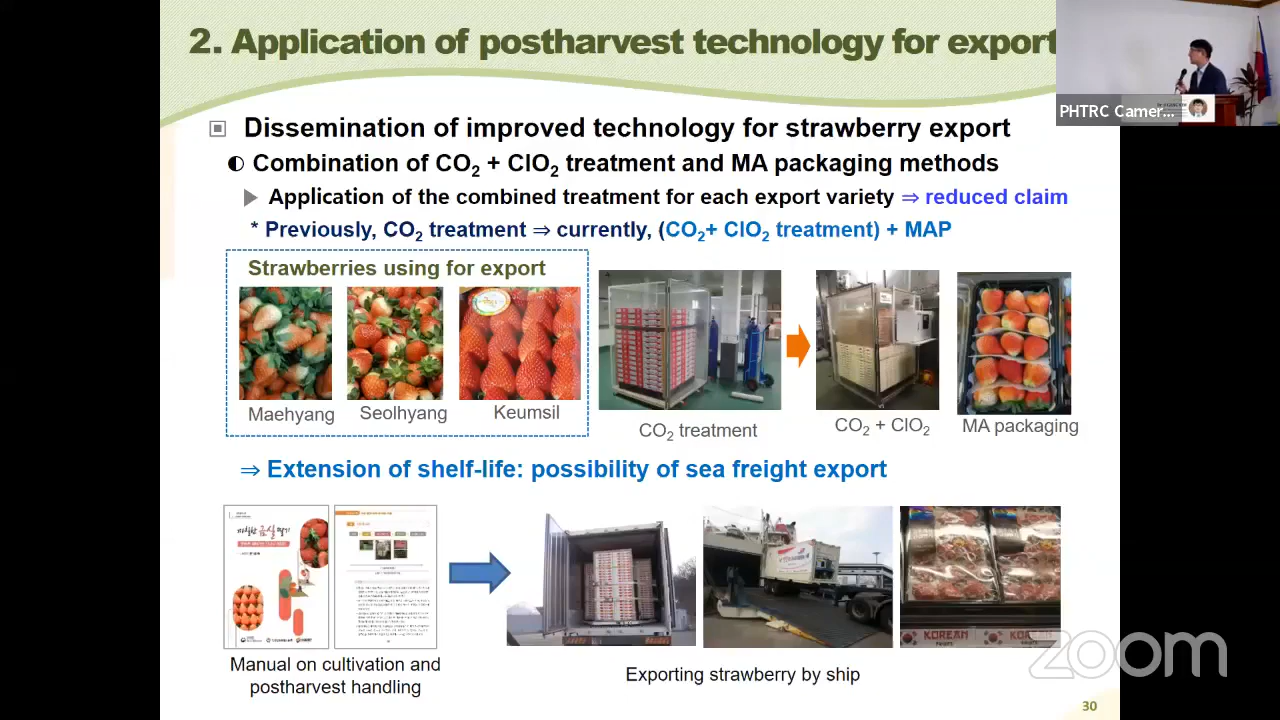 2. Application of postharvest technology for export
PHTRC Camer...
Dissemination of improved technology for strawberry export
Combination of CO₂ + ClO₂ treatment and MA packaging methods
Application of the combined treatment for each export variety ⇒ reduced claim
* Previously, CO₂ treatment ⇒ currently, (CO₂+ ClO₂ treatment) + MAP
Strawberries using for export
Maehyang
Seolhyang
Keumsil
CO₂ treatment
CO₂ + ClO₂
MA packaging
⇒ Extension of shelf-life: possibility of sea freight export
Manual on cultivation and
postharvest handling
Exporting strawberry by ship
KOREAN
KOREAN
zoom
30